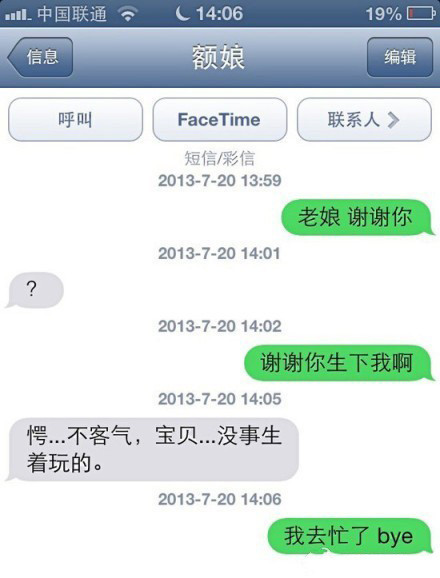 中国联通 14:06 19%
信息 额娘 编辑
呼叫 FaceTime 联系人
短信/彩信
2013-7-20 13:59
老娘 谢谢你
2013-7-20 14:01
?
2013-7-20 14:02
谢谢你生下我啊
2013-7-20 14:05
愕...不客气，宝贝...没事生
着玩的。
2013-7-20 14:06
我去忙了 bye